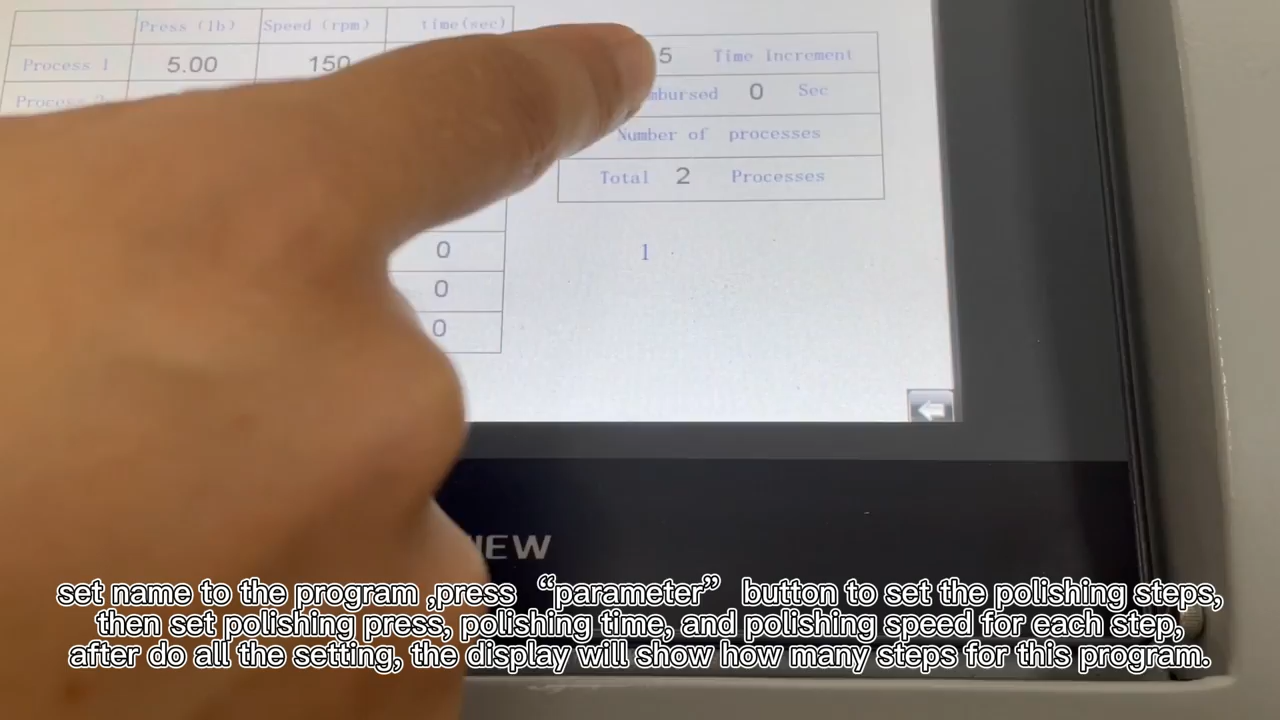 Press (lb) Speed (rpm) time(sec)
Process 1 5.00 150
Process 2
5 Time Increment
mbursed 0 Sec
Number of processes
Total 2 Processes
0
1
0
0
IEW
set name to the program ,press “parameter” button to set the polishing steps,
then set polishing press, polishing time, and polishing speed for each step,
after do all the setting, the display will show how many steps for this program.